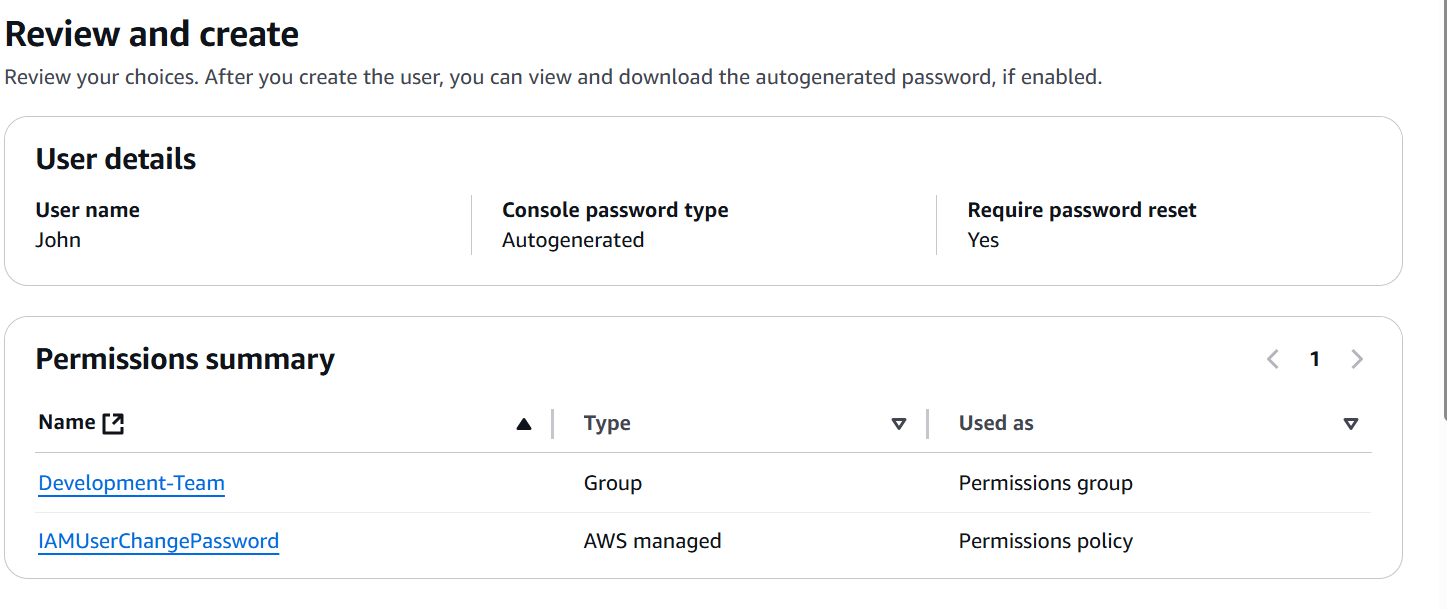 Review and create
Review your choices. After you create the user, you can view and download the autogenerated password, if enabled.
User details
User name
John
Console password type
Autogenerated
Require password reset
Yes
Permissions summary
1
Name Type Used as
Development-Team Group Permissions group
IAMUserChangePassword AWS managed Permissions policy